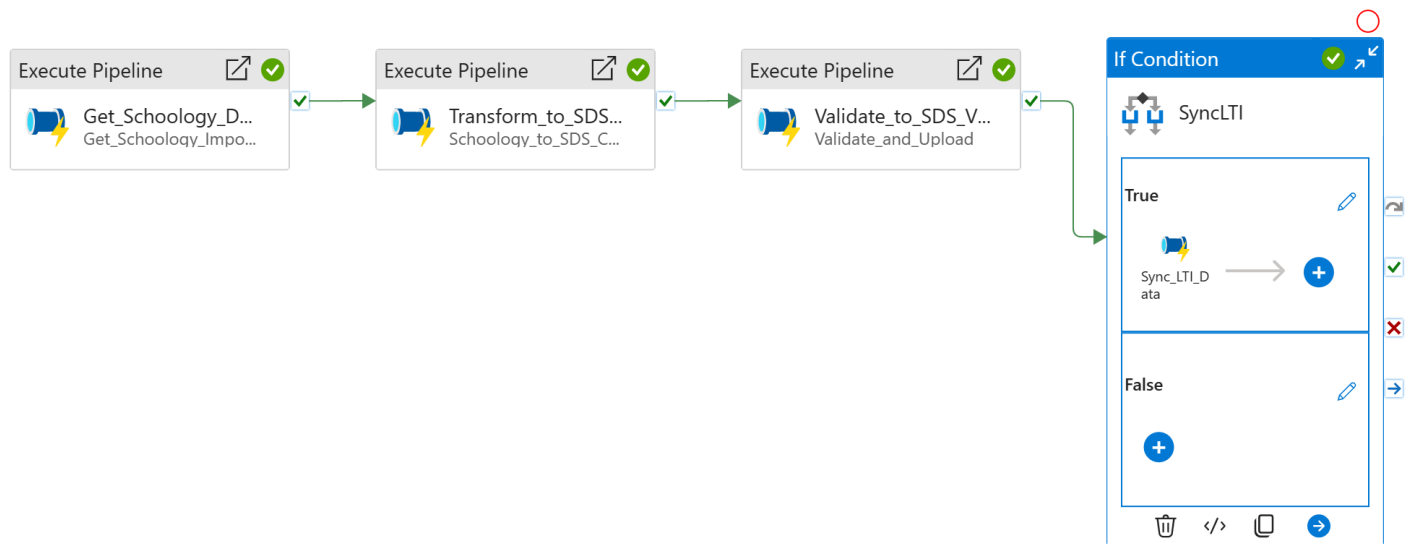 Execute Pipeline
Get_Schoology_D...
Get_Schoology_Impo...
Execute Pipeline
Transform_to_SDS...
Schoology_to_SDS_C...
Execute Pipeline
Validate_to_SDS_V...
Validate_and_Upload
If Condition
SyncLTI
True
Sync_LTI_D
ata
False